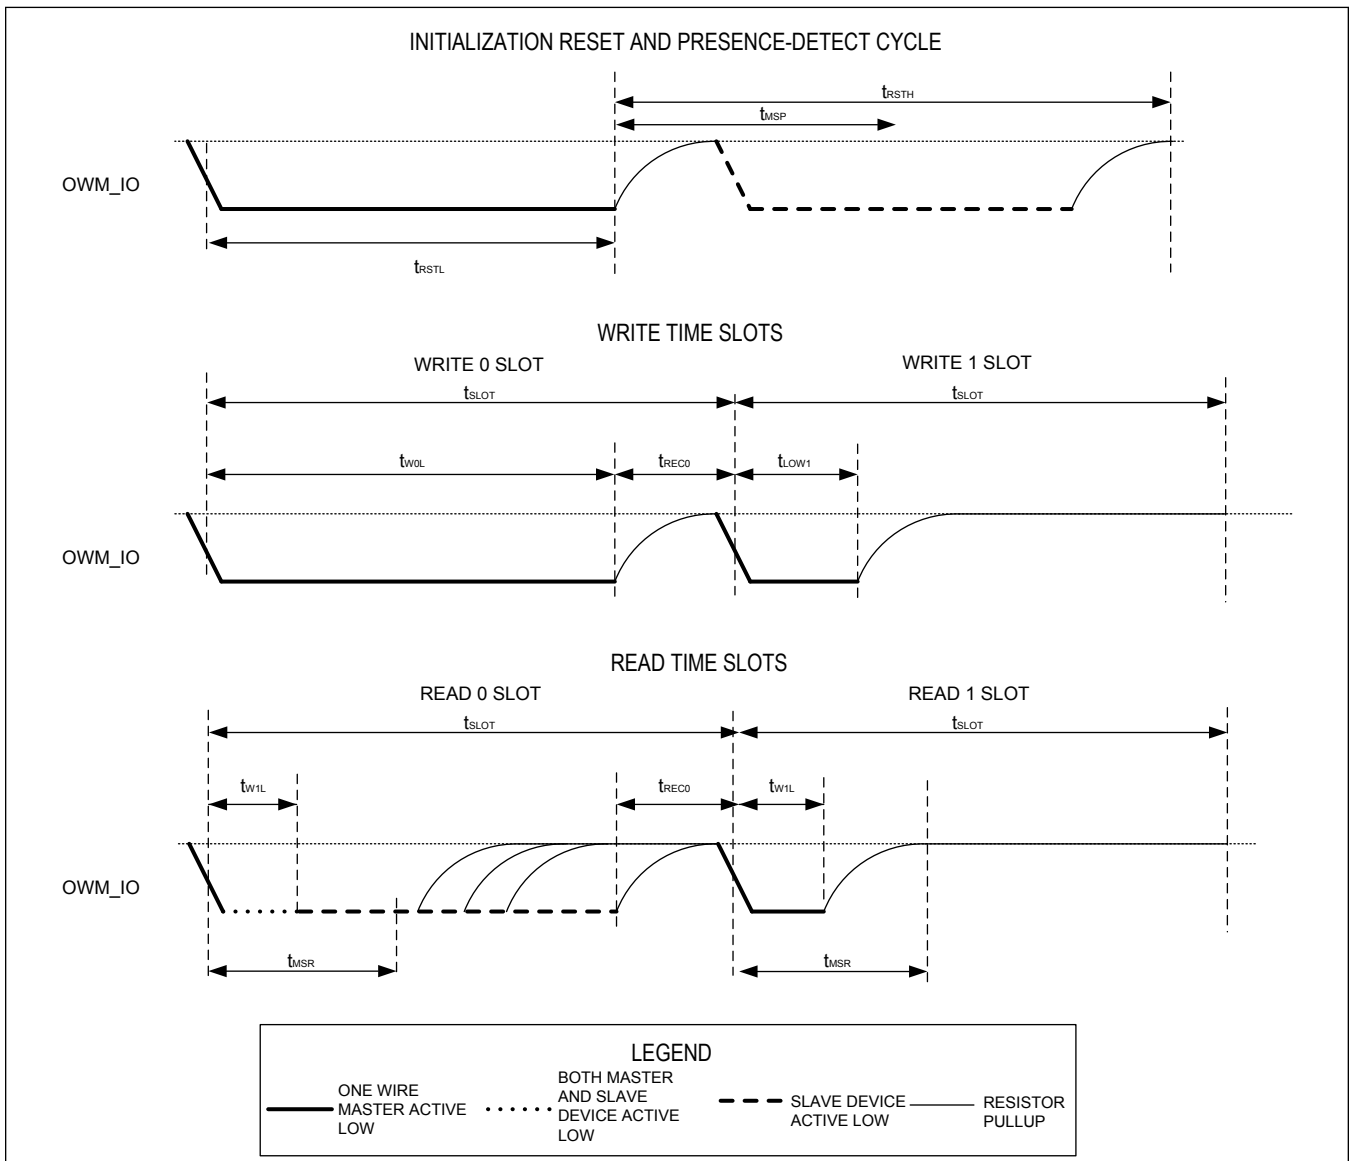 INITIALIZATION RESET AND PRESENCE-DETECT CYCLE
tRSTH
tMSP
OWM_IO
tRSTL
WRITE TIME SLOTS
WRITE 0 SLOT
WRITE 1 SLOT
tSLOT
tSLOT
tW0L
tREC0
tLOW1
OWM_IO
READ TIME SLOTS
READ 0 SLOT
READ 1 SLOT
tSLOT
tSLOT
tW1L
tREC0
tW1L
OWM_IO
tMSR
tMSR
LEGEND
ONE WIRE
MASTER ACTIVE
LOW
BOTH MASTER
AND SLAVE
DEVICE ACTIVE
LOW
SLAVE DEVICE
ACTIVE LOW
RESISTOR
PULLUP